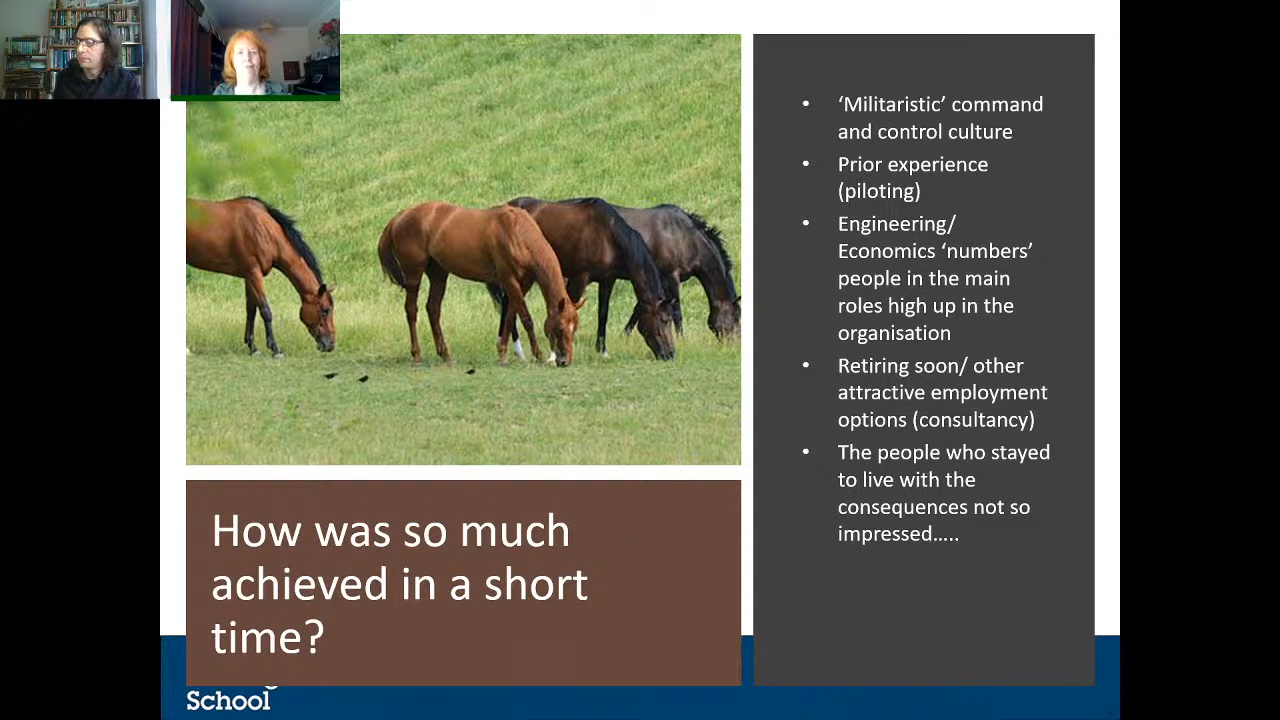 • ‘Militaristic’ command
and control culture
• Prior experience
(piloting)
• Engineering/
Economics ‘numbers’
people in the main
roles high up in the
organisation
• Retiring soon/ other
attractive employment
options (consultancy)
• The people who stayed
to live with the
consequences not so
impressed…..
How was so much
achieved in a short
time?
School